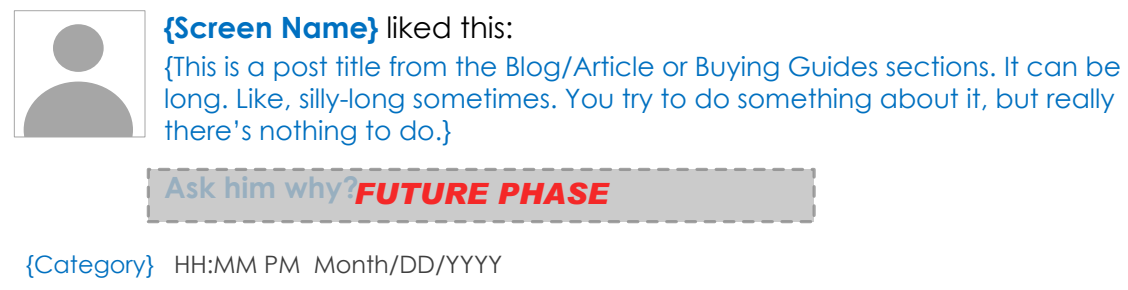 {Screen Name} liked this:
{This is a post title from the Blog/Article or Buying Guides sections. It can be
long. Like, silly-long sometimes. You try to do something about it, but really
there’s nothing to do.}
Ask him why? FUTURE PHASE
{Category} HH:MM PM Month/DD/YYYY